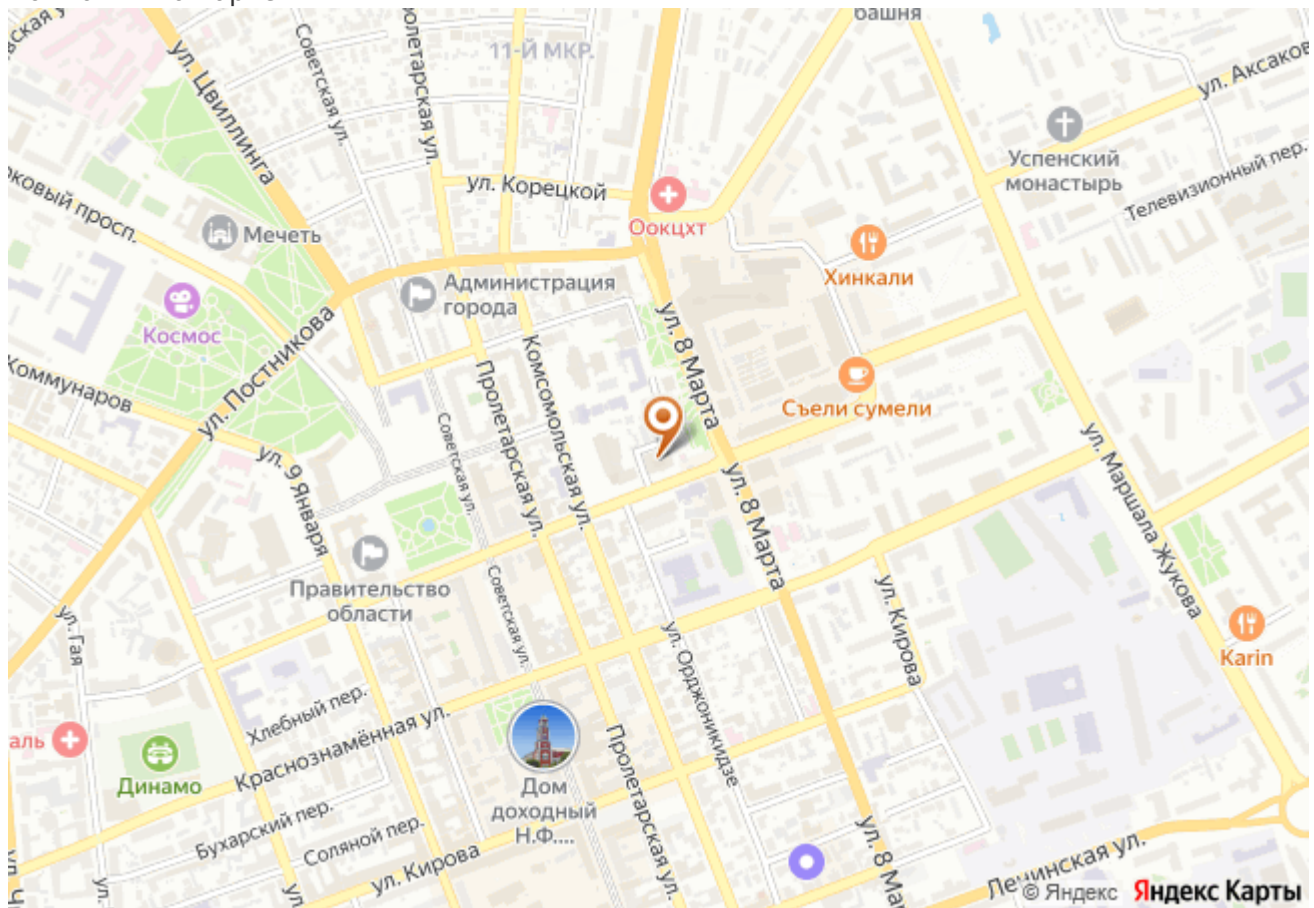 башня
11-Й МКР.
Советская ул.
ул. Цвиллинга
ул. Аксаков
Успенский
монастырь
Телевизионный пер.
ул. Корецкой
Оокцхт
Мечеть
Хинкали
Администрация
города
Космос
ул. Постникова
Коммунаров
ул. 8 Марта
Комсомольская ул.
Пролетарская ул.
Советская ул.
Съели сумели
ул. 9 Января
ул. 8 Марта
ул. Маршала Жукова
Правительство
области
Советская ул.
ул. Кирова
ул. Гая
ул. Орджоникидзе
Karin
Хлебный пер.
Краснознамённая ул.
Динамо
Пролетарская ул.
Дом
доходный
Н.Ф....
Бухарский пер.
Соляной пер.
ул. Кирова
ул. 8 Ма
Ленинская ул.
© Яндекс Яндекс Карты